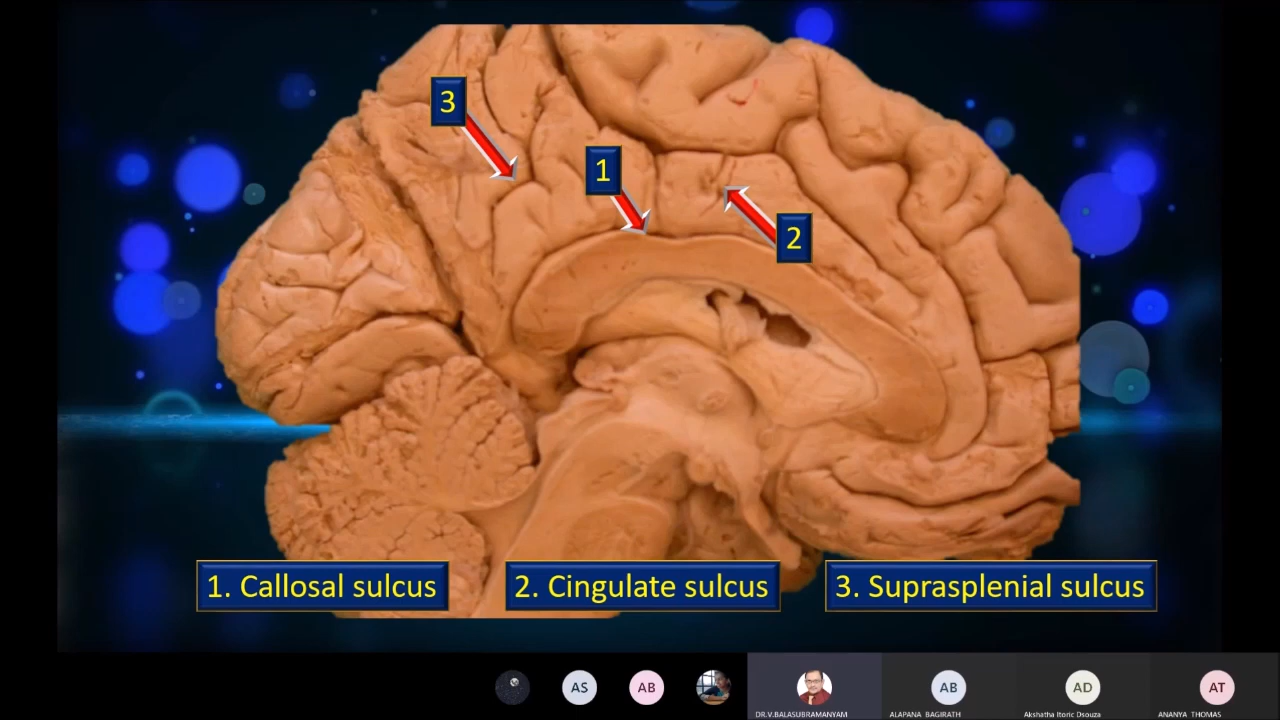 3
1
2
1. Callosal sulcus
2. Cingulate sulcus
3. Suprasplenial sulcus
AS
AB
AB
AD
AT
DR.V.BALASUBRAMANYAM
ALAPANA BAGIRATH
Akshatha Itoric Dsouza
ANANYA THOMAS